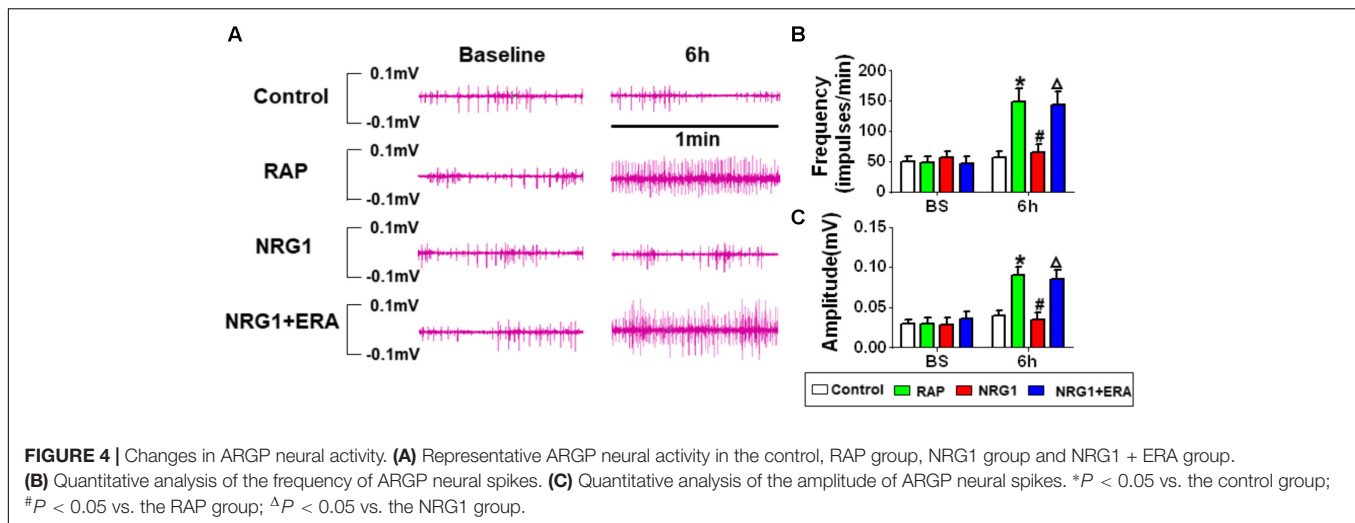 A
Baseline
6h
Control
0.1mV
-0.1mV
1min
RAP
0.1mV
-0.1mV
NRG1
0.1mV
-0.1mV
NRG1+ERA
0.1mV
-0.1mV
B
Frequency
(impulses/min)
200
150
100
50
0
*
#
Δ
BS
6h
C
Amplitude(mV)
0.15
0.10
0.05
0.00
*
#
Δ
BS
6h
Control RAP NRG1 NRG1+ERA
FIGURE 4 | Changes in ARGP neural activity. (A) Representative ARGP neural activity in the control, RAP group, NRG1 group and NRG1 + ERA group.
(B) Quantitative analysis of the frequency of ARGP neural spikes. (C) Quantitative analysis of the amplitude of ARGP neural spikes. *P < 0.05 vs. the control group;
#P < 0.05 vs. the RAP group; ΔP < 0.05 vs. the NRG1 group.